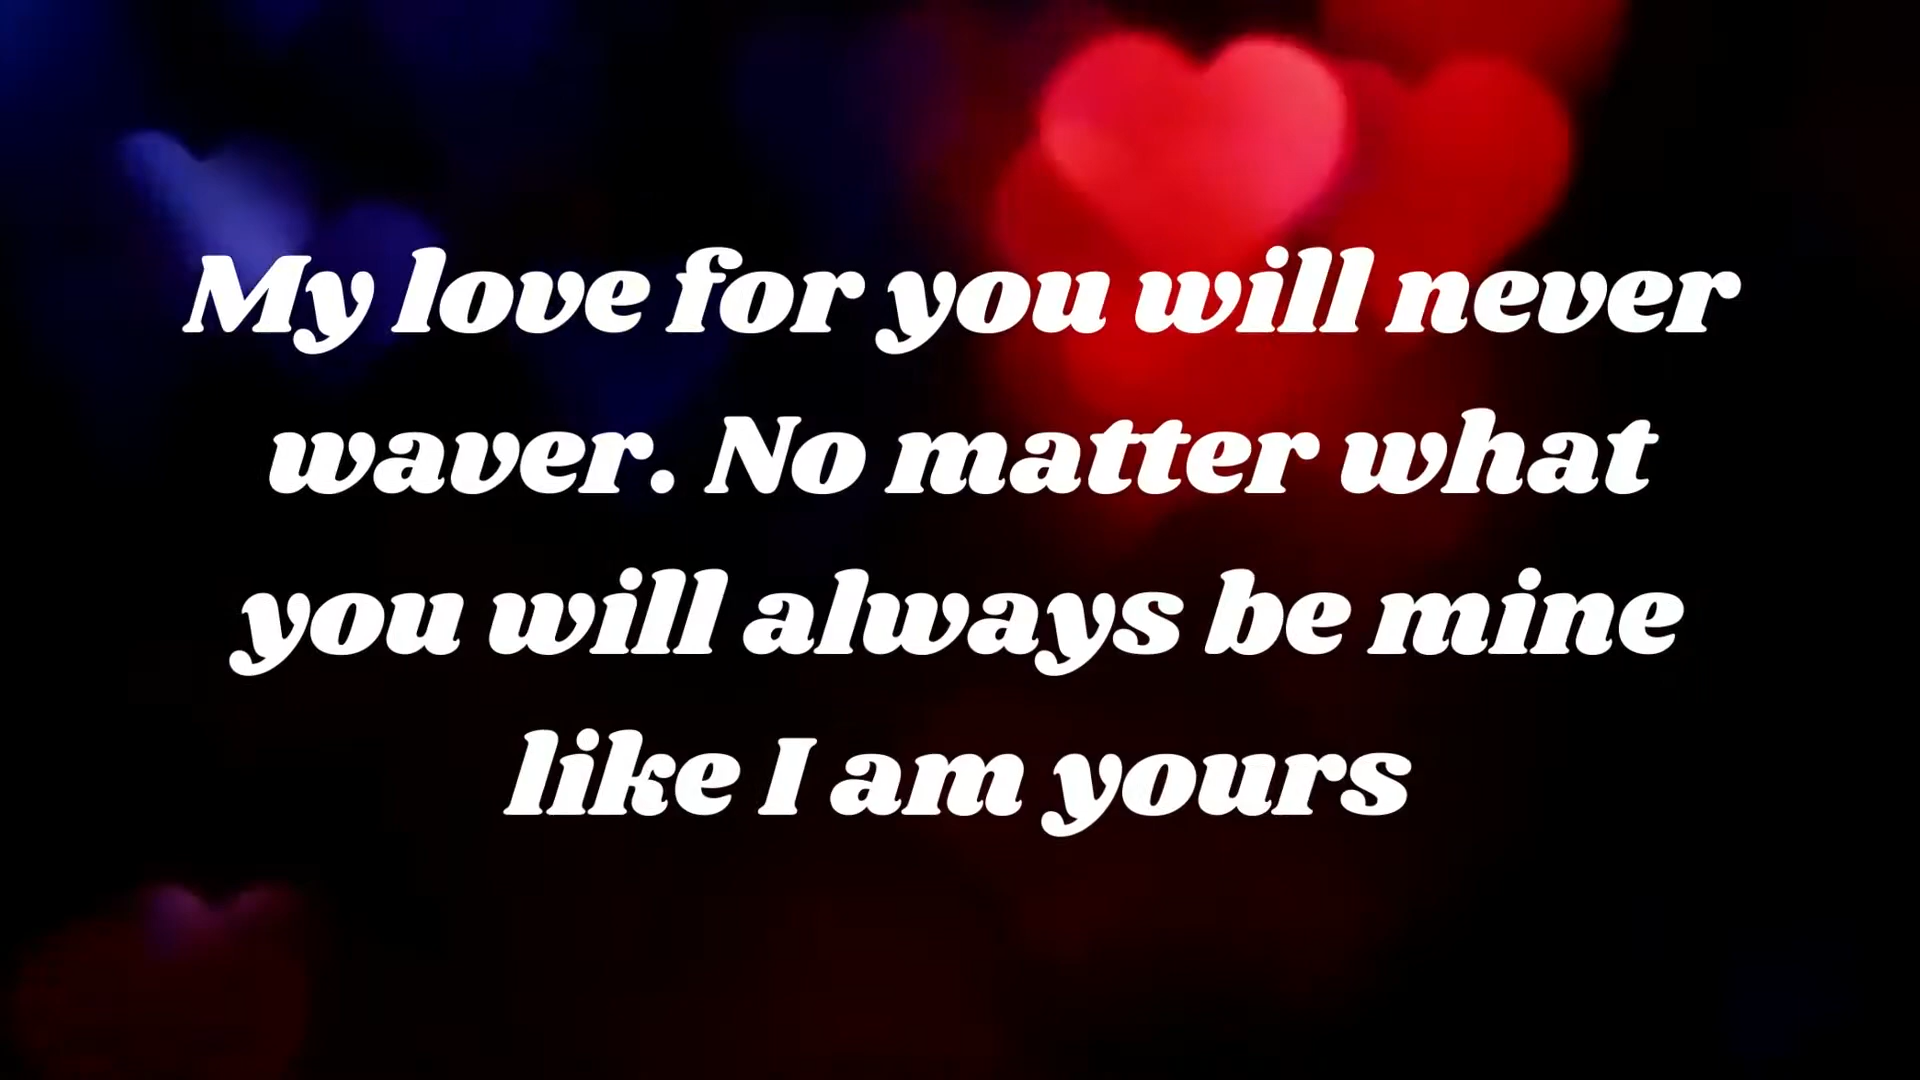 My love for you will never
waver. No matter what
you will always be mine
like I am yours